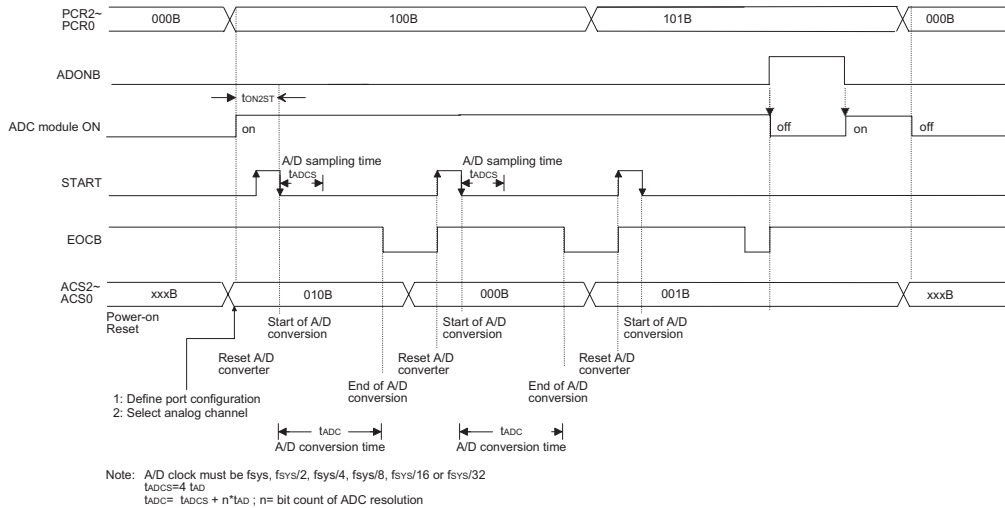 PCR2~
PCR0
000B
100B
101B
000B
ADONB
tON2ST
ADC module ON
on
off
on
off
A/D sampling time
tADCS
A/D sampling time
tADCS
START
EOCB
ACS2~
ACS0
xxxB
010B
000B
001B
xxxB
Power-on
Reset
Start of A/D
conversion
Start of A/D
conversion
Start of A/D
conversion
Reset A/D
converter
Reset A/D
converter
Reset A/D
converter
End of A/D
conversion
End of A/D
conversion
1: Define port configuration
2: Select analog channel
tADC
A/D conversion time
tADC
A/D conversion time
Note: A/D clock must be fsys, fSYS/2, fsys/4, fsys/8, fSYS/16 or fSYS/32
tADCS=4 tAD
tADC= tADCS + n*tAD ; n= bit count of ADC resolution